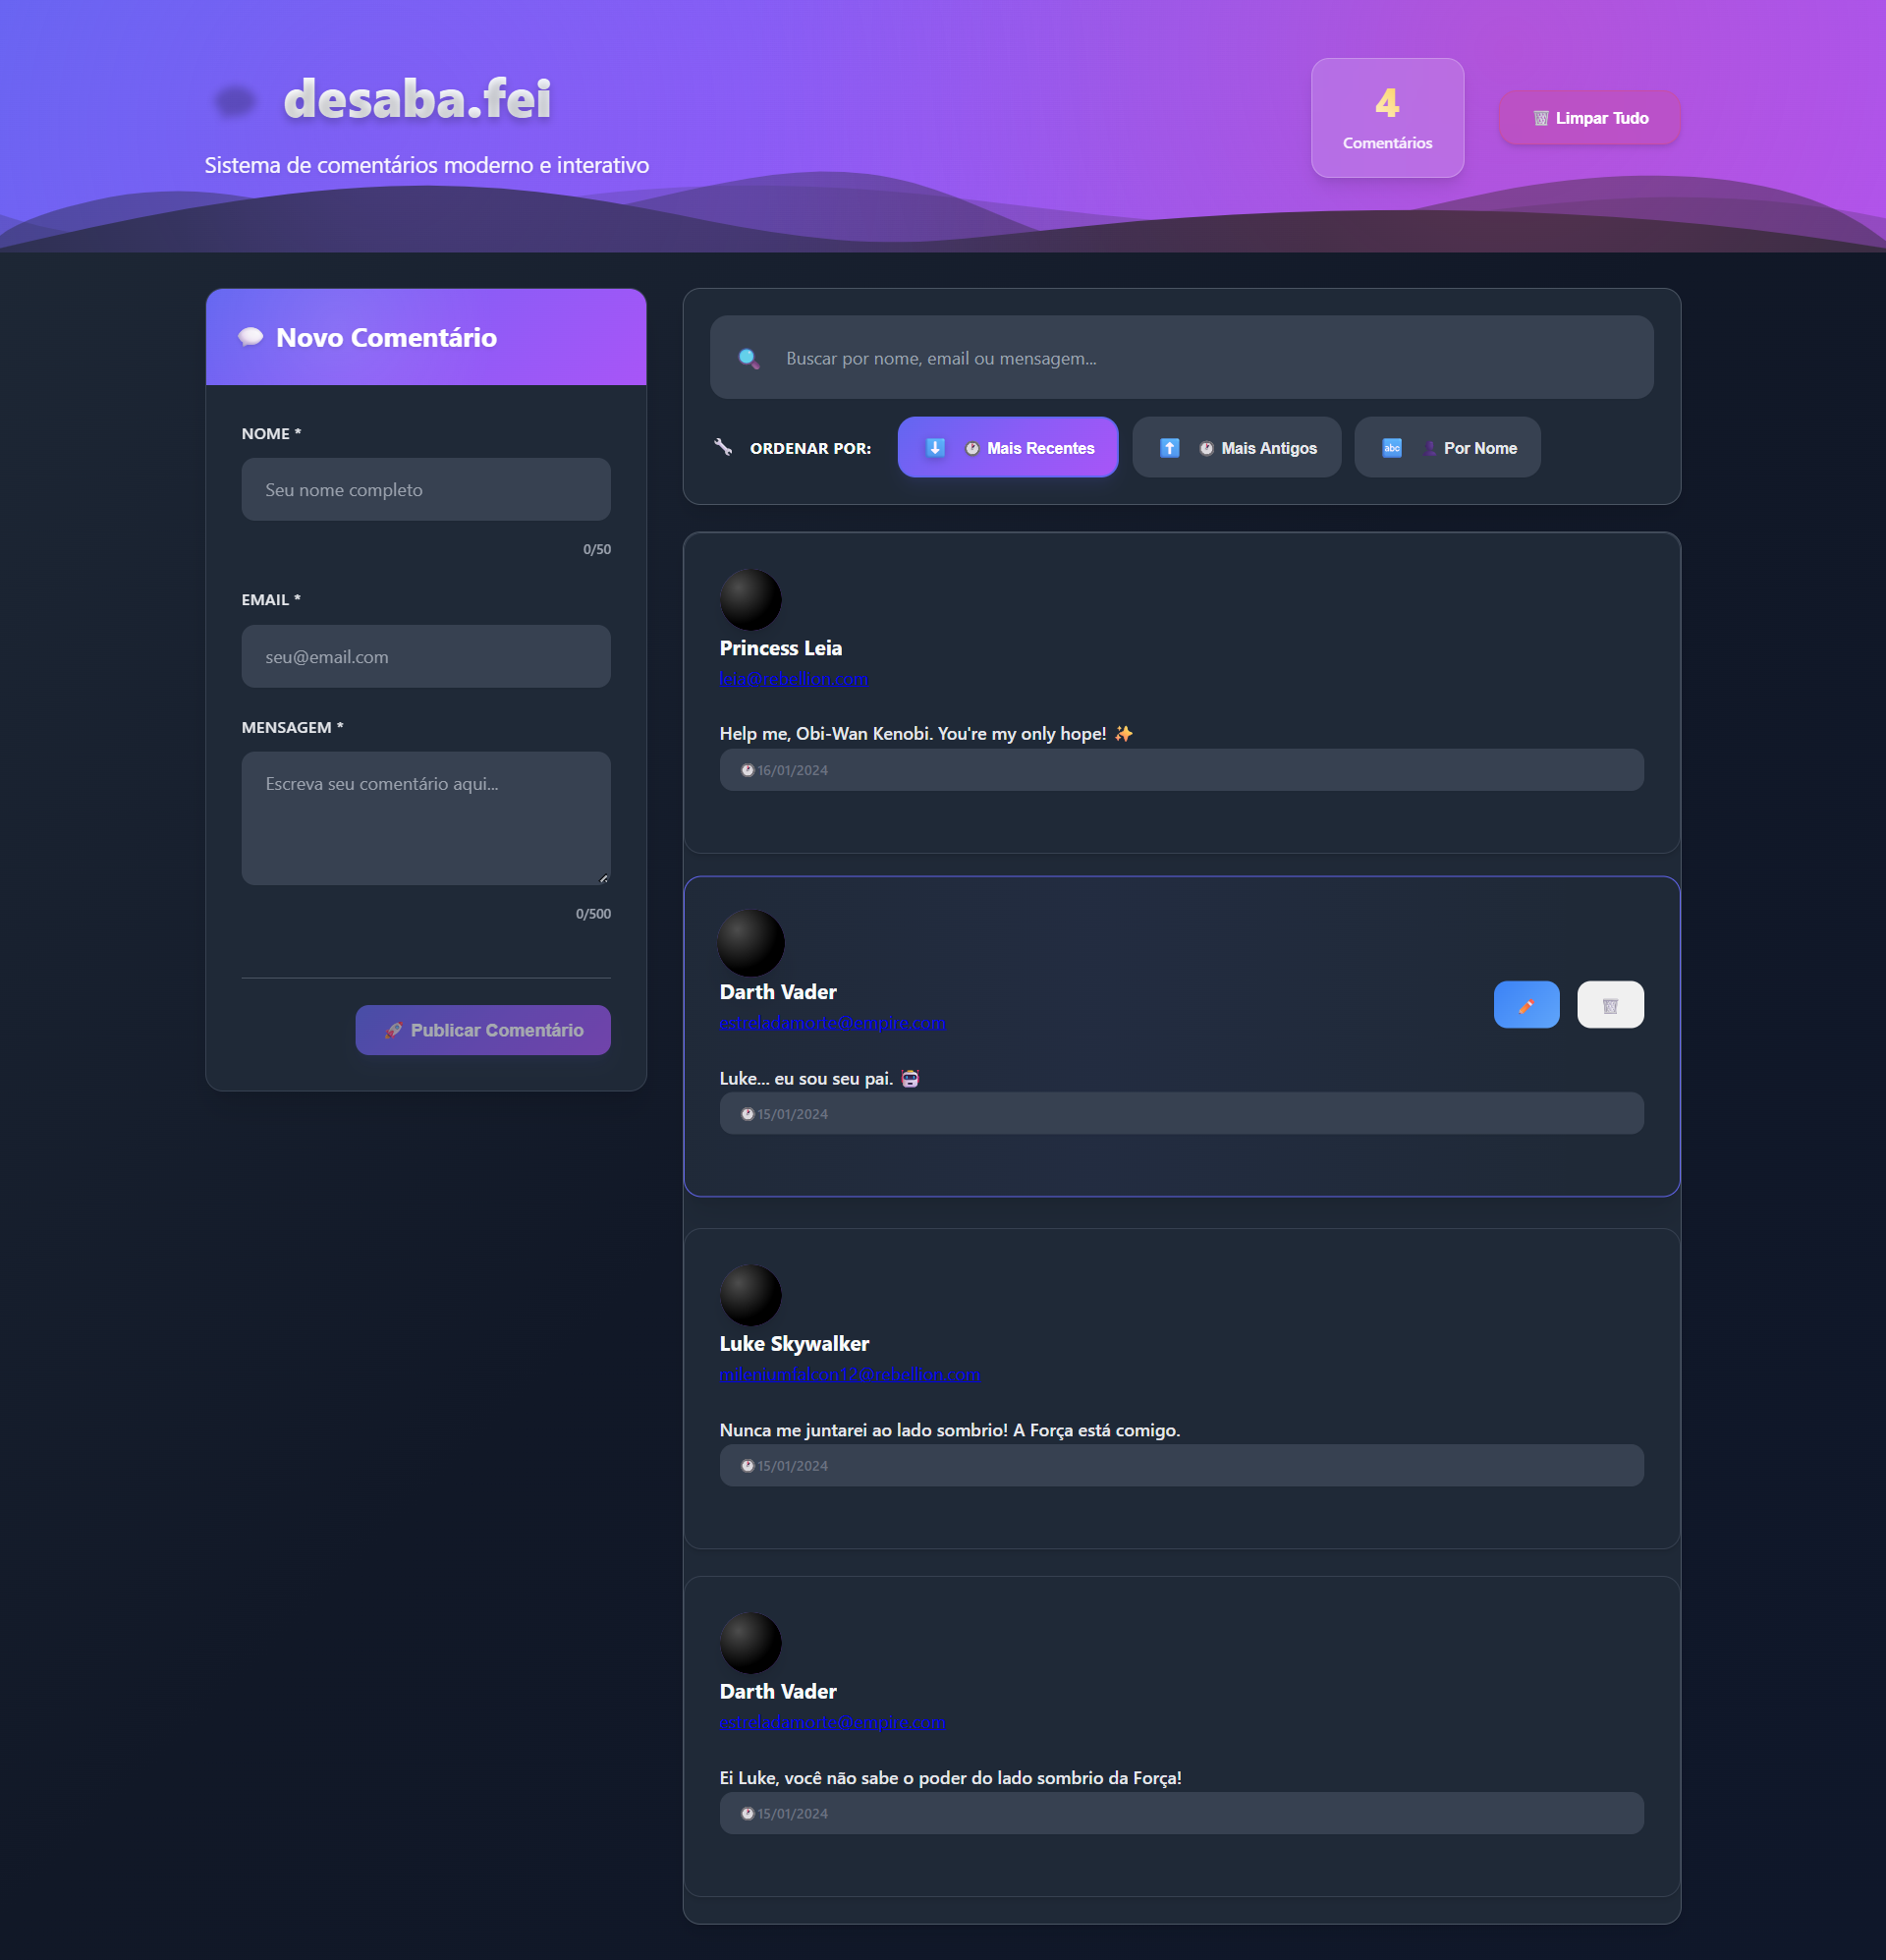 desaba.fei
Sistema de comentários moderno e interativo
4
Comentários
🗑️ Limpar Tudo
💬 Novo Comentário
NOME *
Seu nome completo
0/50
EMAIL *
seu@email.com
MENSAGEM *
Escreva seu comentário aqui...
0/500
🚀 Publicar Comentário
🔍 Buscar por nome, email ou mensagem...
🔧 ORDENAR POR: ⬇️ 🕐 Mais Recentes ⬆️ 🕐 Mais Antigos 🔤 👤 Por Nome
Princess Leia
leia@rebellion.com
Help me, Obi-Wan Kenobi. You're my only hope! ✨
🕐 16/01/2024
Darth Vader
estreladamorte@empire.com
Luke... eu sou seu pai. 🤖
🕐 15/01/2024
Luke Skywalker
mileniumfalcon12@rebellion.com
Nunca me juntarei ao lado sombrio! A Força está comigo.
🕐 15/01/2024
Darth Vader
estreladamorte@empire.com
Ei Luke, você não sabe o poder do lado sombrio da Força!
🕐 15/01/2024